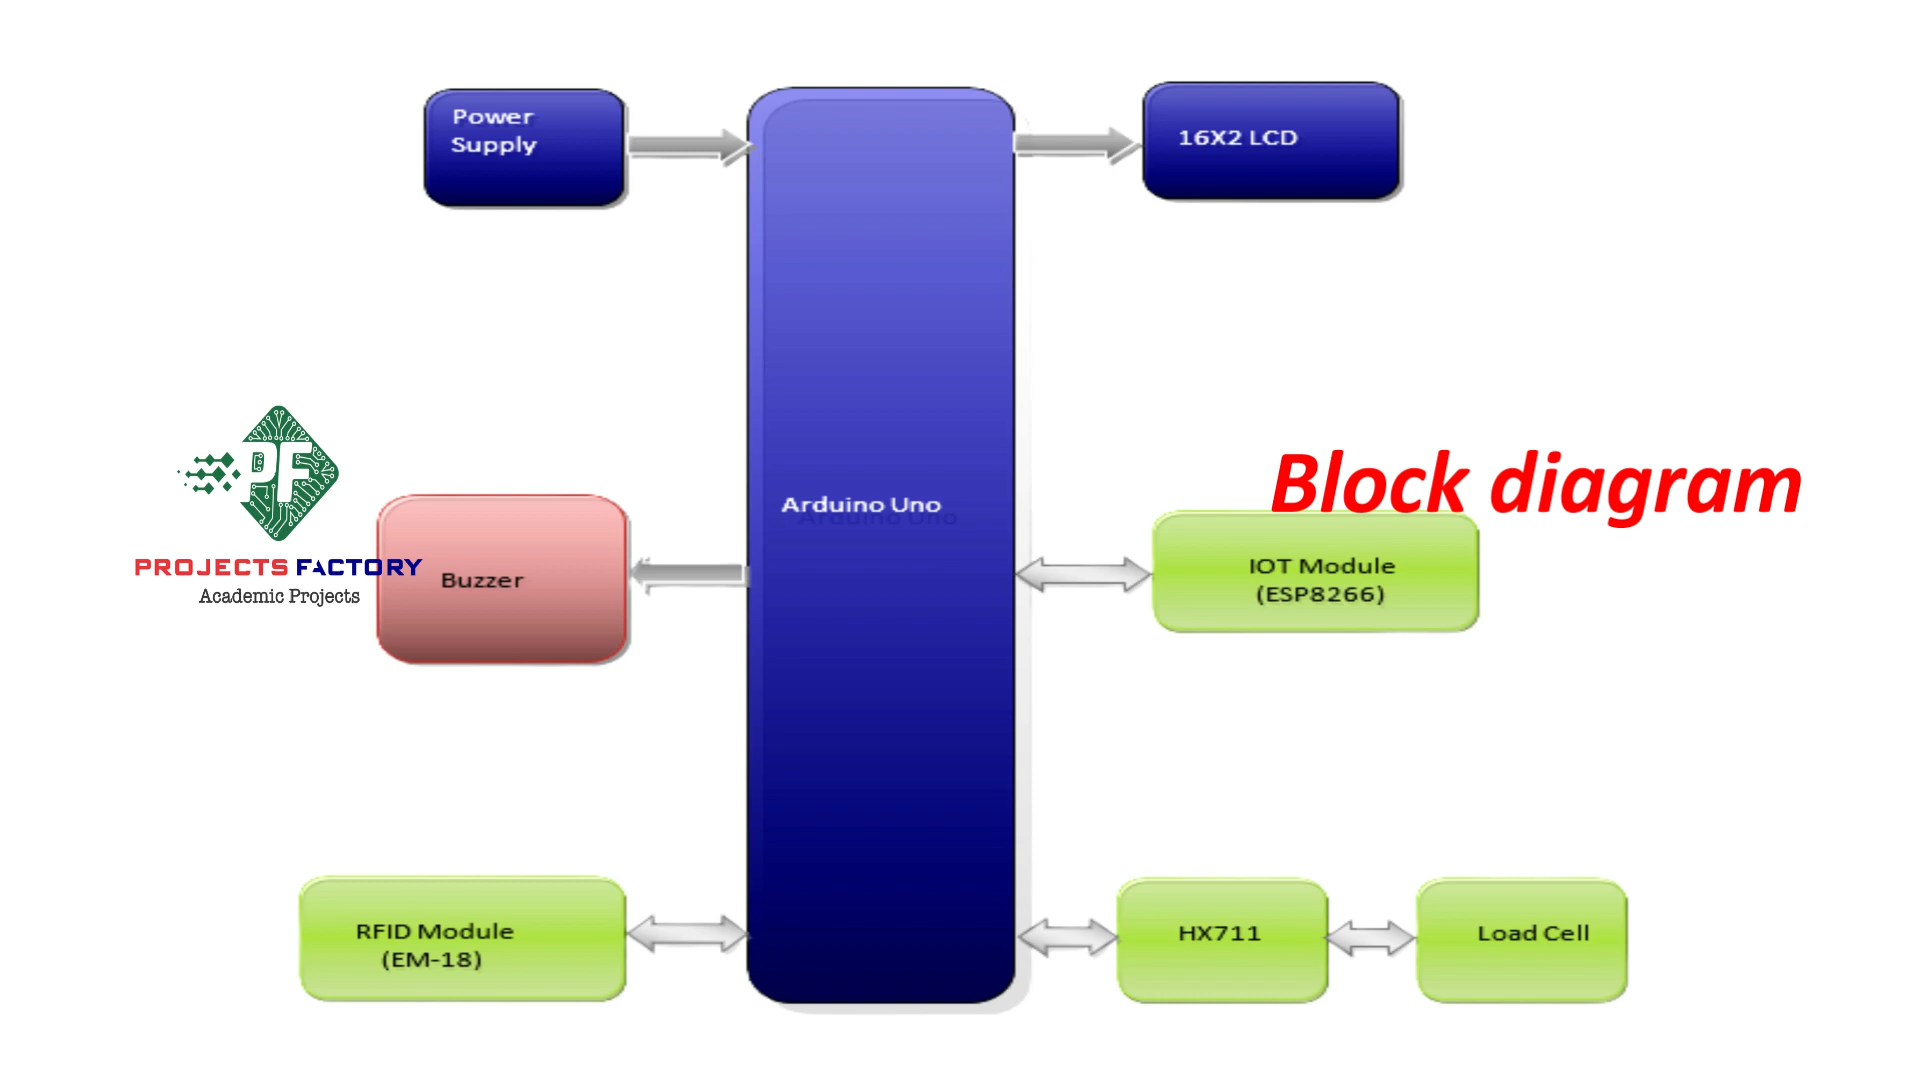 Power
Supply
16X2 LCD
Arduino Uno
Block diagram
PF
PROJECTS FACTORY
Academic Projects
Buzzer
IOT Module
(ESP8266)
RFID Module
(EM-18)
HX711
Load Cell